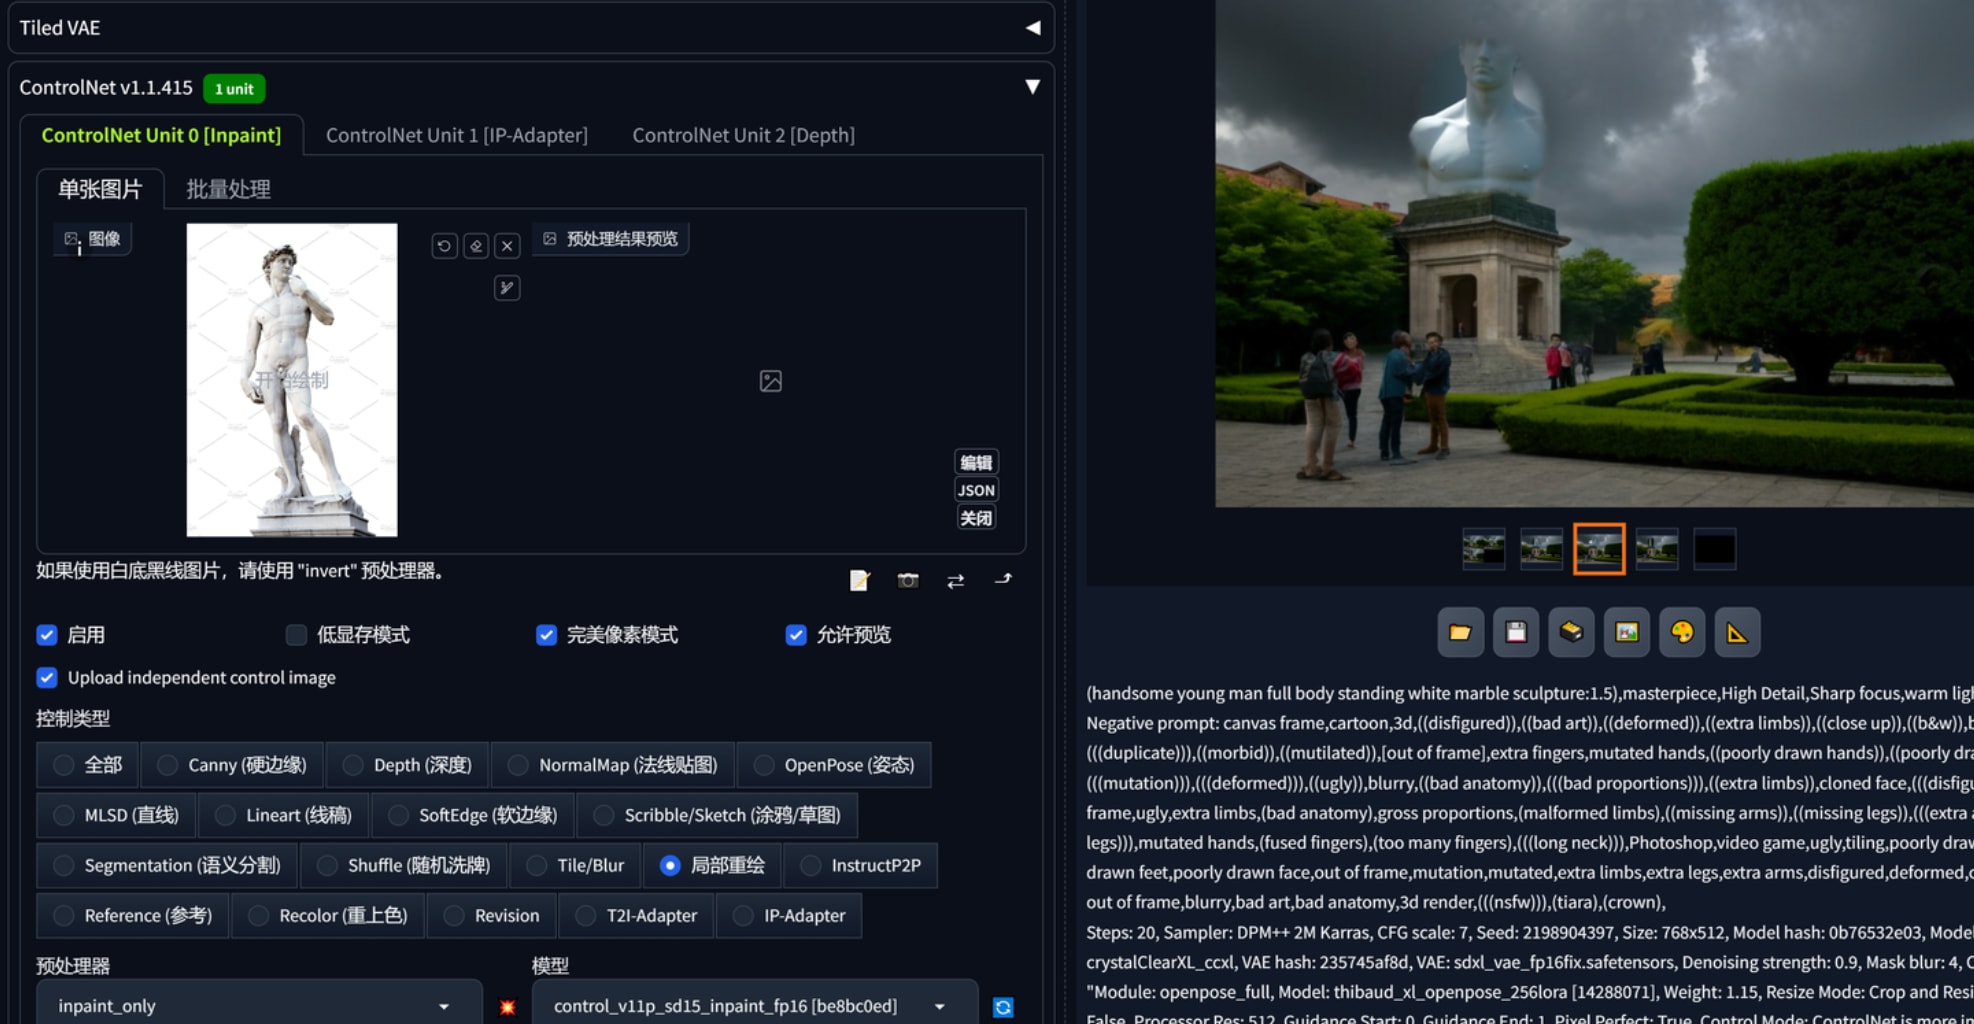 Tiled VAE
ControlNet v1.1.415 1 unit
ControlNet Unit 0 [Inpaint] ControlNet Unit 1 [IP-Adapter] ControlNet Unit 2 [Depth]
单张图片 批量处理
图像 预处理结果预览
开始绘制
编辑
JSON
关闭
如果使用白底黑线图片，请使用 "invert" 预处理器。
启用 低显存模式 完美像素模式 允许预览
Upload independent control image
控制类型
全部 Canny (硬边缘) Depth (深度) NormalMap (法线贴图) OpenPose (姿态)
MLSD (直线) Lineart (线稿) SoftEdge (软边缘) Scribble/Sketch (涂鸦/草图)
Segmentation (语义分割) Shuffle (随机洗牌) Tile/Blur 局部重绘 InstructP2P
Reference (参考) Recolor (重上色) Revision T2I-Adapter IP-Adapter
预处理器 模型
inpaint_only control_v11p_sd15_inpaint_fp16 [be8bc0ed]
(handsome young man full body standing white marble sculpture:1.5),masterpiece,High Detail,Sharp focus,warm
Negative prompt: canvas frame,cartoon,3d,((disfigured)),((bad art)),((deformed)),((extra limbs)),((close up)),((b&w)),
(((duplicate))),((morbid)),((mutilated)),[out of frame],extra fingers,mutated hands,((poorly drawn hands)),((poorly
(((mutation))),(((deformed))),((ugly)),blurry,((bad anatomy)),(((bad proportions))),((extra limbs)),cloned face,
frame,ugly,extra limbs,(bad anatomy),gross proportions,(malformed limbs),((missing arms)),((missing legs)),(((extra
legs))),mutated hands,(fused fingers),(too many fingers),(((long neck))),Photoshop,video game,ugly,tiling,poorly
drawn feet,poorly drawn face,out of frame,mutation,mutated,extra limbs,extra legs,extra arms,disfigured,deformed,
out of frame,blurry,bad art,bad anatomy,3d render,(((nsfw))),(tiara),(crown),
Steps: 20, Sampler: DPM++ 2M Karras, CFG scale: 7, Seed: 2198904397, Size: 768x512, Model hash: 0b76532e03,
crystalClearXL_ccxl, VAE hash: 235745af8d, VAE: sdxl_vae_fp16fix.safetensors, Denoising strength: 0.9, Mask blur: 4,
"Module: openpose_full, Model: thibaud_xl_openpose_256lora [14288071], Weight: 1.15, Resize Mode: Crop and
False, Processor Res: 512, Guidance Start: 0, Guidance End: 1, Pixel Perfect: True, Control Mode: ControlNet is more